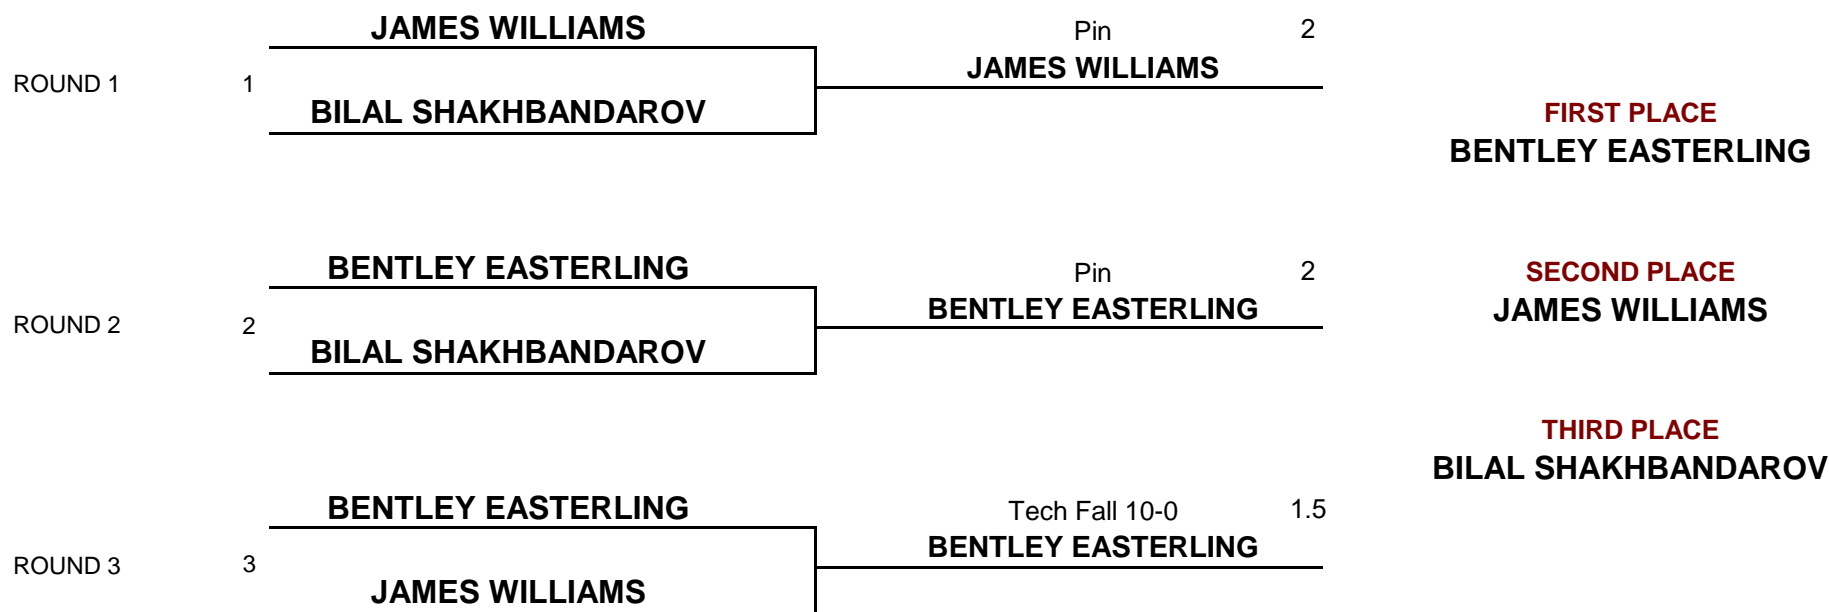 JAMES WILLIAMS
Pin 2
JAMES WILLIAMS
ROUND 1 1
BILAL SHAKHBANDAROV
FIRST PLACE
BENTLEY EASTERLING
BENTLEY EASTERLING
Pin 2
SECOND PLACE
BENTLEY EASTERLING
JAMES WILLIAMS
ROUND 2 2
BILAL SHAKHBANDAROV
THIRD PLACE
BILAL SHAKHBANDAROV
BENTLEY EASTERLING
Tech Fall 10-0 1.5
BENTLEY EASTERLING
ROUND 3 3
JAMES WILLIAMS